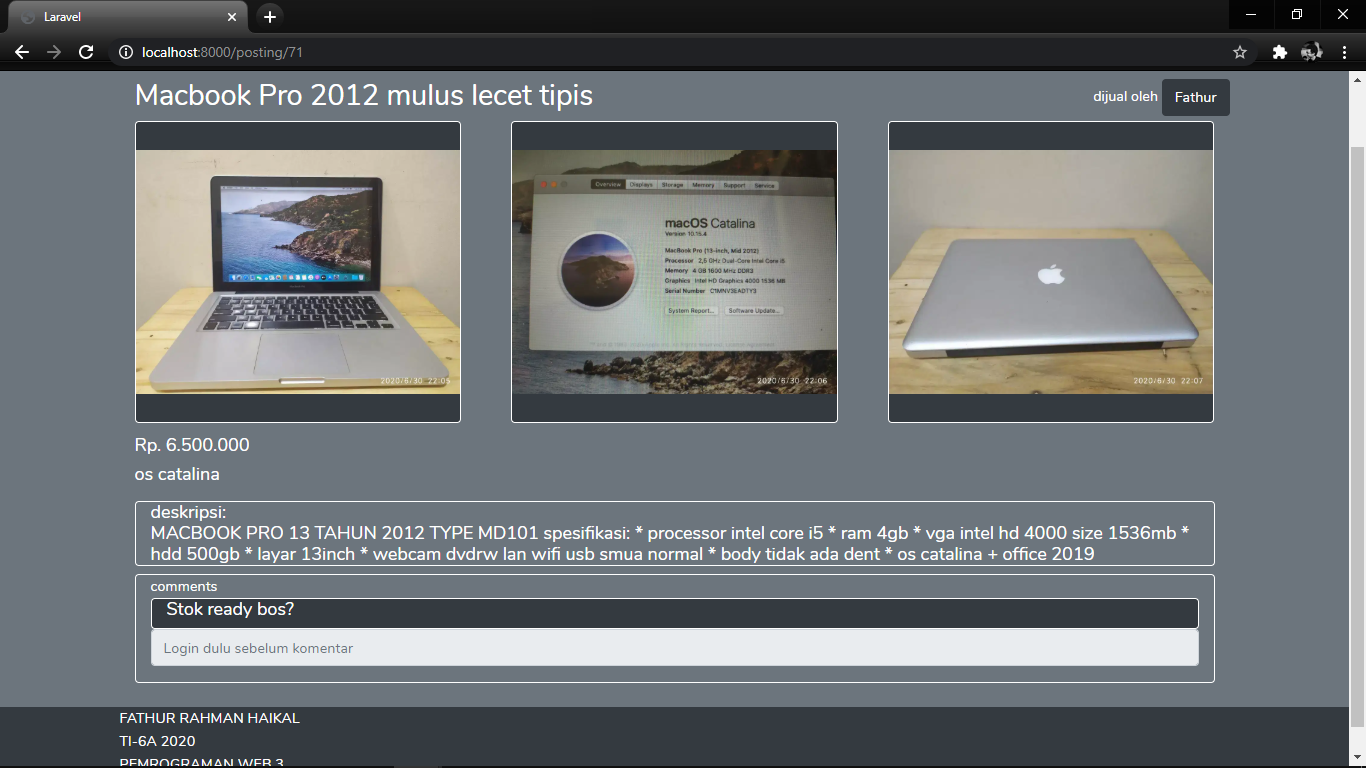 Laravel
localhost:8000/posting/71
Macbook Pro 2012 mulus lecet tipis
dijual oleh Fathur
2020/6/30 22:05
Overview Displays Storage Memory Support Service
macOS Catalina
Version 10.15.4
MacBook Pro (13-inch, Mid 2012)
Processor 2,5 GHz Dual-Core Intel Core i5
Memory 4 GB 1600 MHz DDR3
Graphics Intel HD Graphics 4000 1536 MB
Serial Number
System Report... Software Update...
2020/6/30 22:06
2020/6/30 22:07
Rp. 6.500.000
os catalina
deskripsi:
MACBOOK PRO 13 TAHUN 2012 TYPE MD101 spesifikasi: * processor intel core i5 * ram 4gb * vga intel hd 4000 size 1536mb *
hdd 500gb * layar 13inch * webcam dvdrw lan wifi usb smua normal * body tidak ada dent * os catalina + office 2019
comments
Stok ready bos?
Login dulu sebelum komentar
FATHUR RAHMAN HAIKAL
TI-6A 2020
PEMROGRAMAN WEB 3